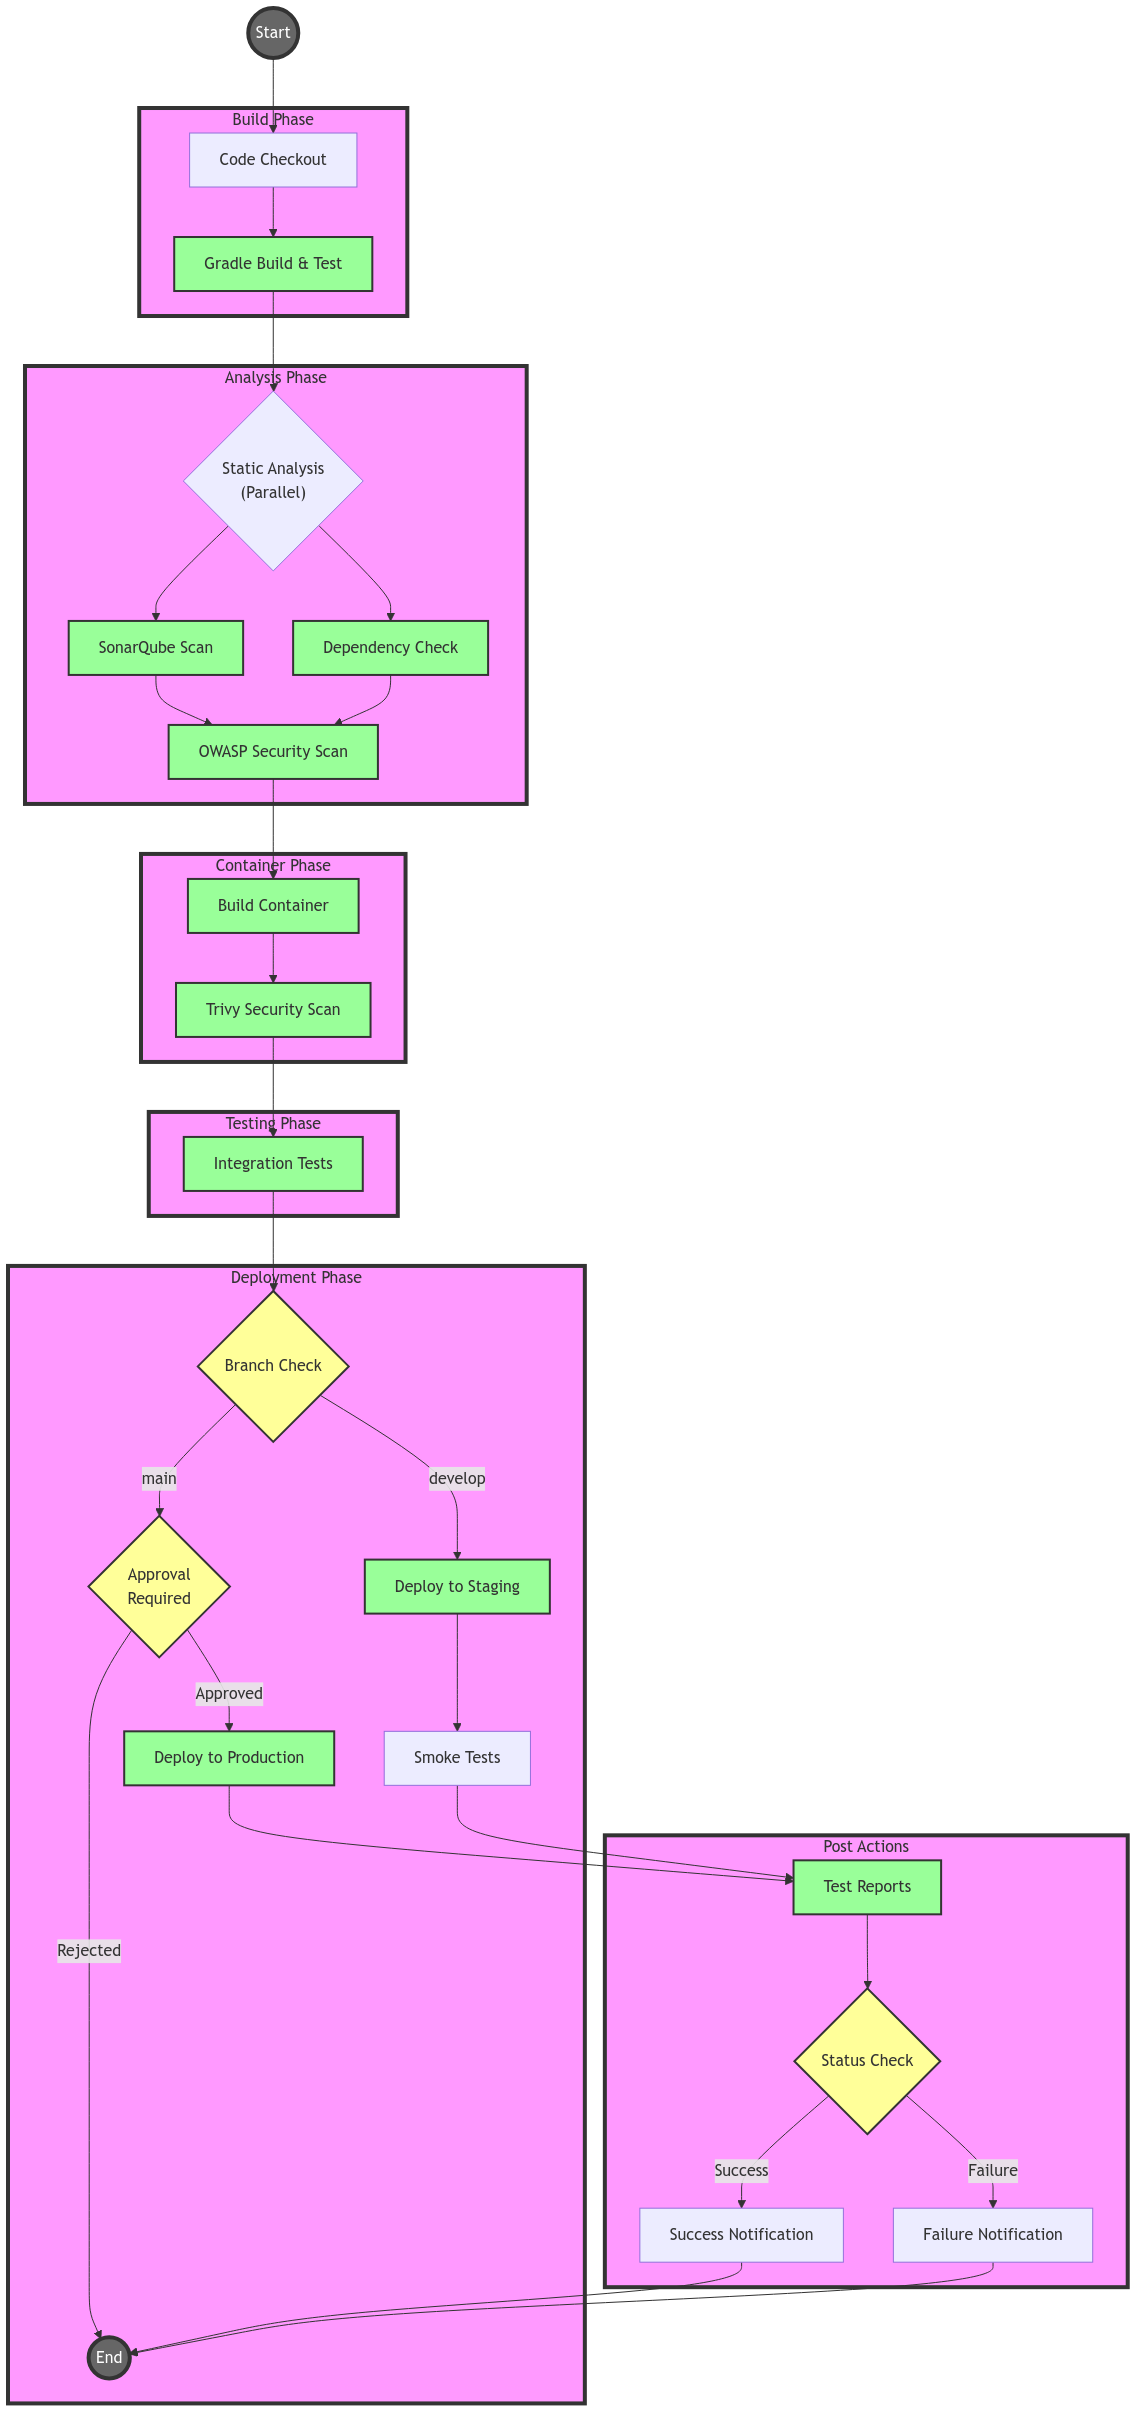 Start
Build Phase
Code Checkout
Gradle Build & Test
Analysis Phase
Static Analysis
(Parallel)
SonarQube Scan
Dependency Check
OWASP Security Scan
Container Phase
Build Container
Trivy Security Scan
Testing Phase
Integration Tests
Deployment Phase
Branch Check
main
develop
Approval
Required
Deploy to Staging
Approved
Deploy to Production
Smoke Tests
Rejected
Post Actions
Test Reports
Status Check
Success
Failure
Success Notification
Failure Notification
End